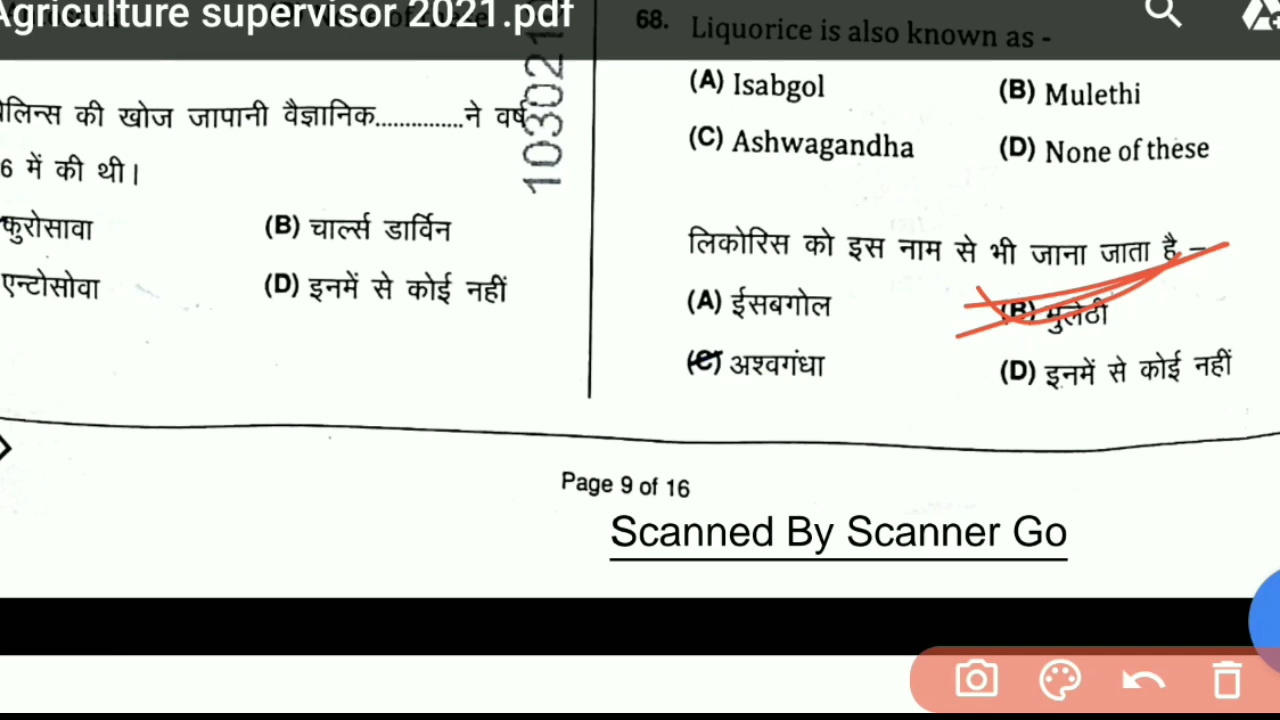 Agriculture supervisor 2021.pdf
की खोज जापानी वैज्ञानिक...............ने वर्ष
6 में की थी।
कुरोसावा (B) चार्ल्स डार्विन
एन्टोसोवा (D) इनमें से कोई नहीं
68. Liquorice is also known as -
(A) Isabgol (B) Mulethi
(C) Ashwagandha (D) None of these
लिकोरिस को इस नाम से भी जाना जाता है –
(A) ईसबगोल (B) मुलेठी
(C) अश्वगंधा (D) इनमें से कोई नहीं
Page 9 of 16
Scanned By Scanner Go